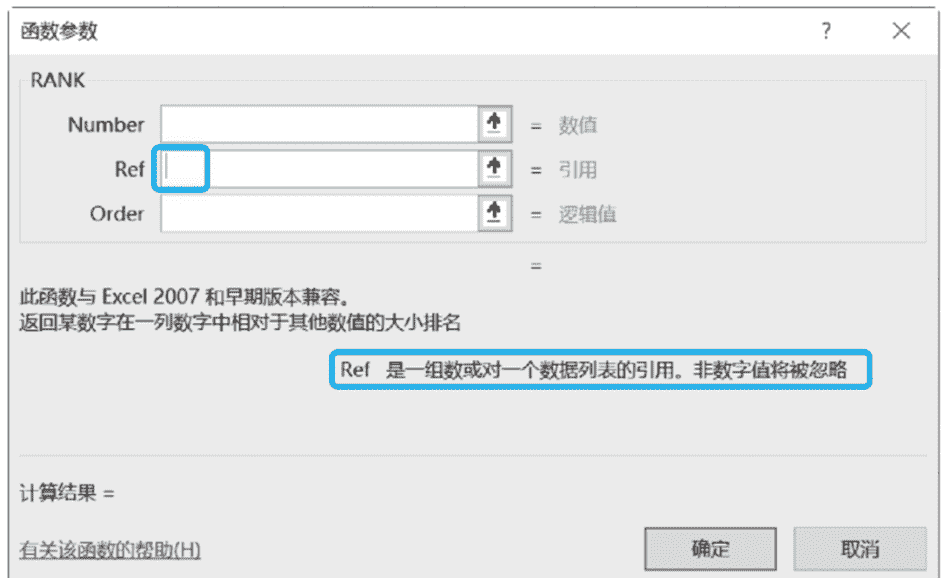 函数参数 ?
RANK
Number = 数值
Ref = 引用
Order = 逻辑值
=
此函数与 Excel 2007 和早期版本兼容。
返回某数字在一列数字中相对于其他数值的大小排名
Ref 是一组数或对一个数据列表的引用。非数字值将被忽略
计算结果 =
有关该函数的帮助(H) 确定 取消